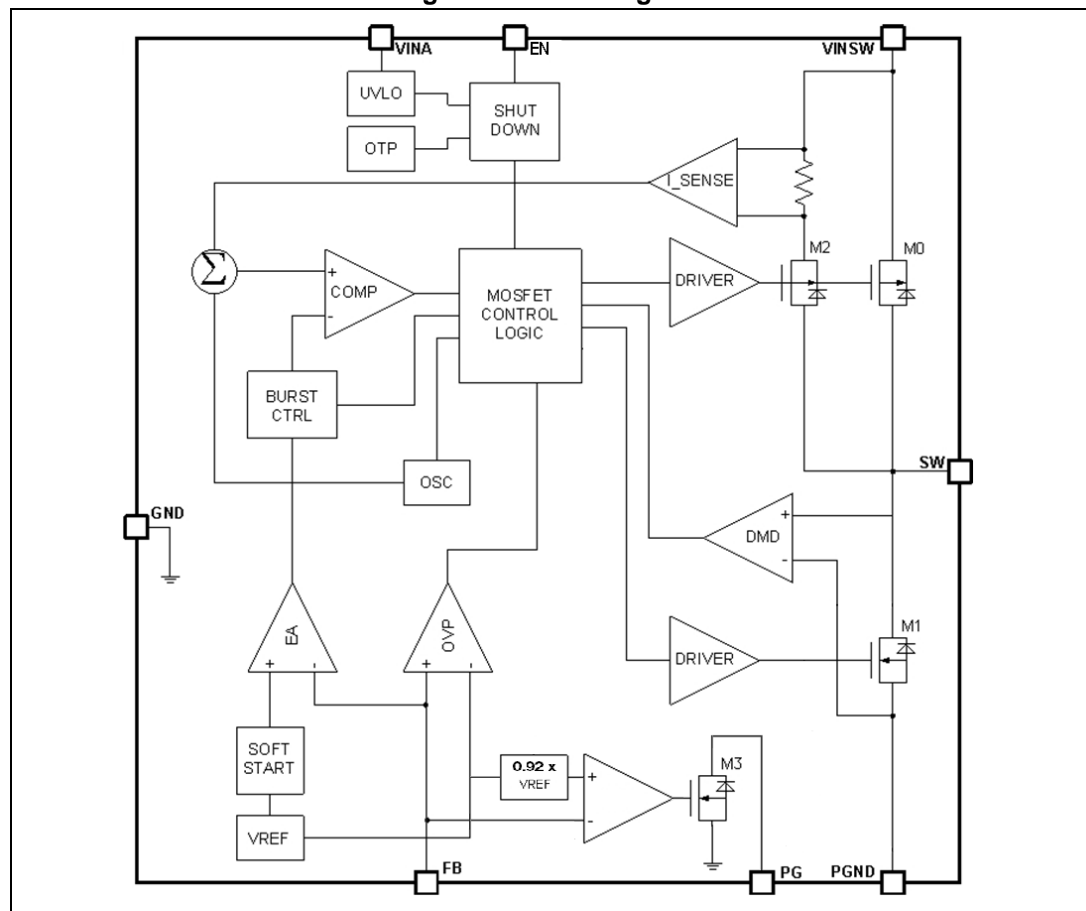 VINA
EN
VINSW
UVLO
SHUT
DOWN
OTP
I_SENSE
M2
M0
Σ
+
COMP
-
MOSFET
CONTROL
LOGIC
DRIVER
BURST
CTRL
OSC
SW
GND
+
DMD
-
EA
+
-
OVP
+
-
DRIVER
M1
SOFT
START
0.92 x
VREF
+
-
M3
VREF
FB
PG
PGND